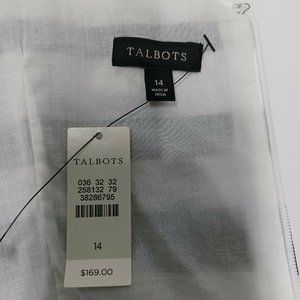 TALBOTS
14
MADE IN
INDIA
TALBOTS
036 32 32
258132 79
38286795
14
$169.00